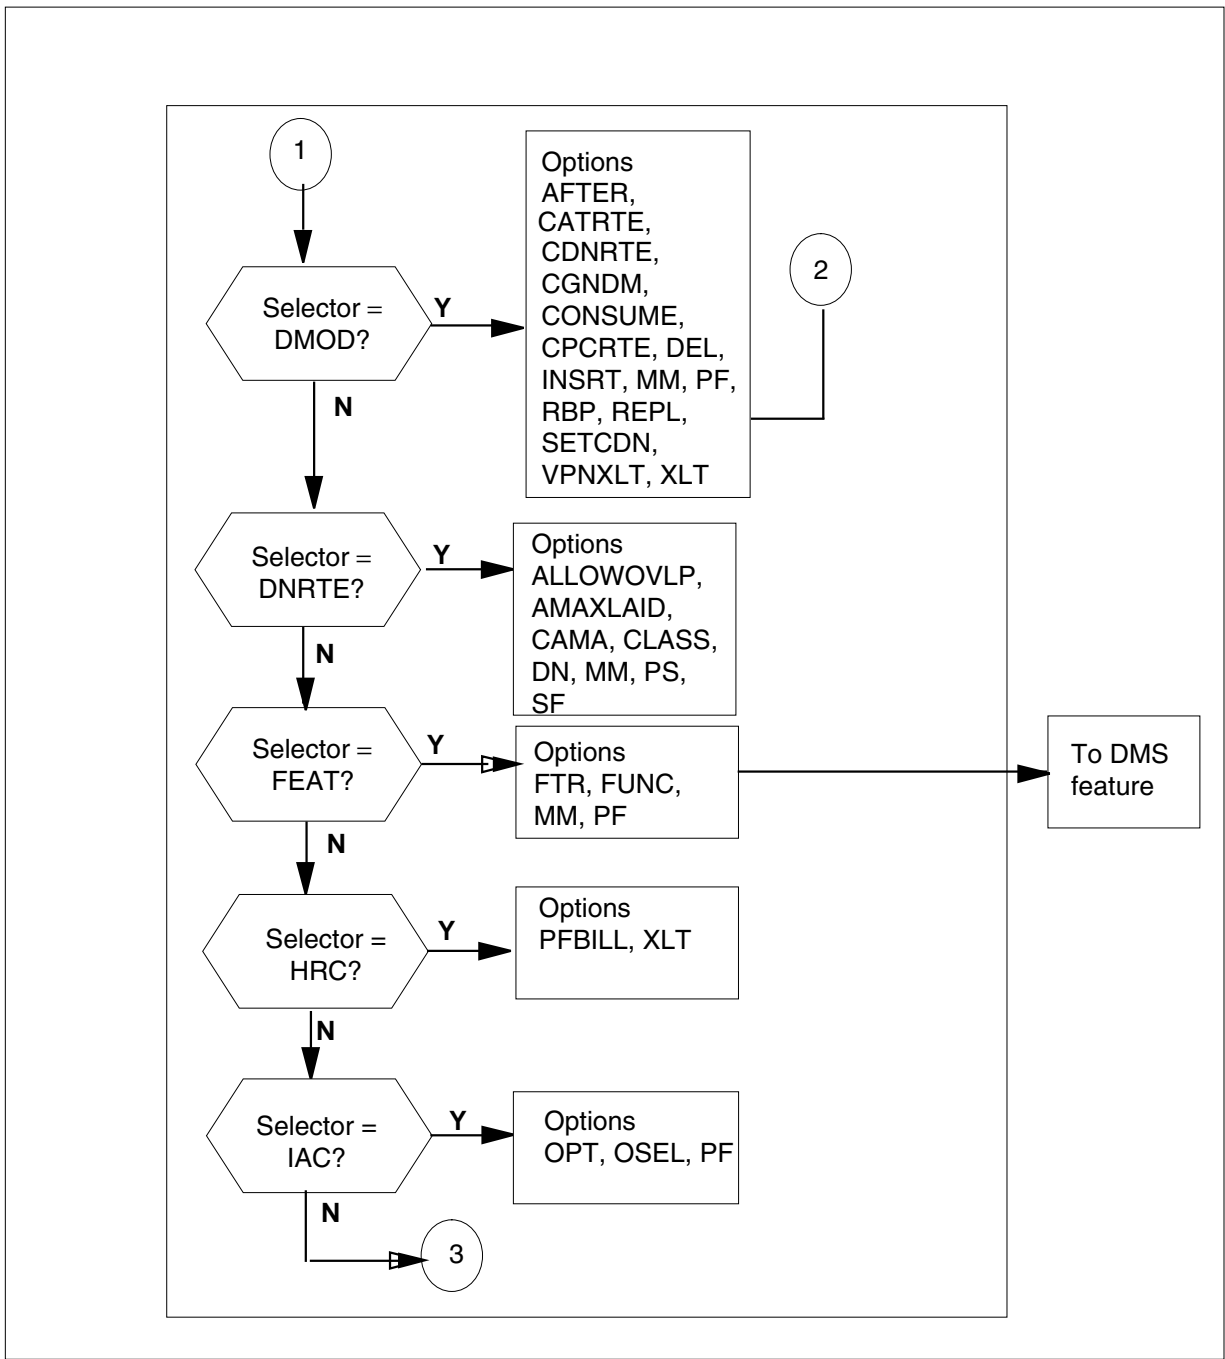 1
Selector =
DMOD?
Y
Options
AFTER,
CATRTE,
CDNRTE,
CGNDM,
CONSUME,
CPCRTE, DEL,
INSRT, MM, PF,
RBP, REPL,
SETCDN,
VPNXLT, XLT
2
N
Selector =
DNRTE?
Y
Options
ALLOWOVLP,
AMAXLAID,
CAMA, CLASS,
DN, MM, PS,
SF
N
Selector =
FEAT?
Y
Options
FTR, FUNC,
MM, PF
To DMS
feature
N
Selector =
HRC?
Y
Options
PFBILL, XLT
N
Selector =
IAC?
Y
Options
OPT, OSEL, PF
N
3